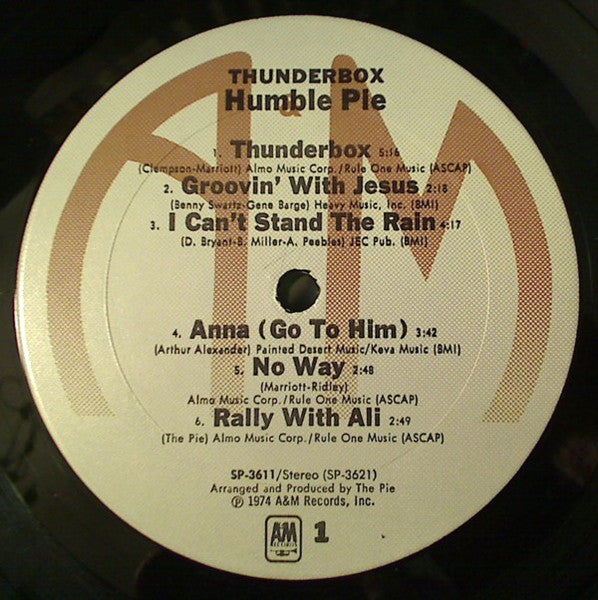 THUNDERBOX
Humble Pie
1. Thunderbox 5:16
(Clempson-Marriott) Almo Music Corp./Rule One Music (ASCAP)
2. Groovin' With Jesus 2:18
(Benny Swartz-Gene Barge) Heavy Music, Inc. (BMI)
3. I Can't Stand The Rain 4:17
(D. Bryant-B. Miller-A. Peebles) JEC Pub. (BMI)
4. Anna (Go To Him) 3:42
(Arthur Alexander) Painted Desert Music/Keva Music (BMI)
5. No Way 2:48
(Marriott-Ridley)
Almo Music Corp./Rule One Music (ASCAP)
6. Rally With Ali 2:49
(The Pie) Almo Music Corp./Rule One Music (ASCAP)
SP-3611/Stereo (SP-3621)
Arranged and Produced by The Pie
℗ 1974 A&M Records, Inc.
A&M
RECORDS
1